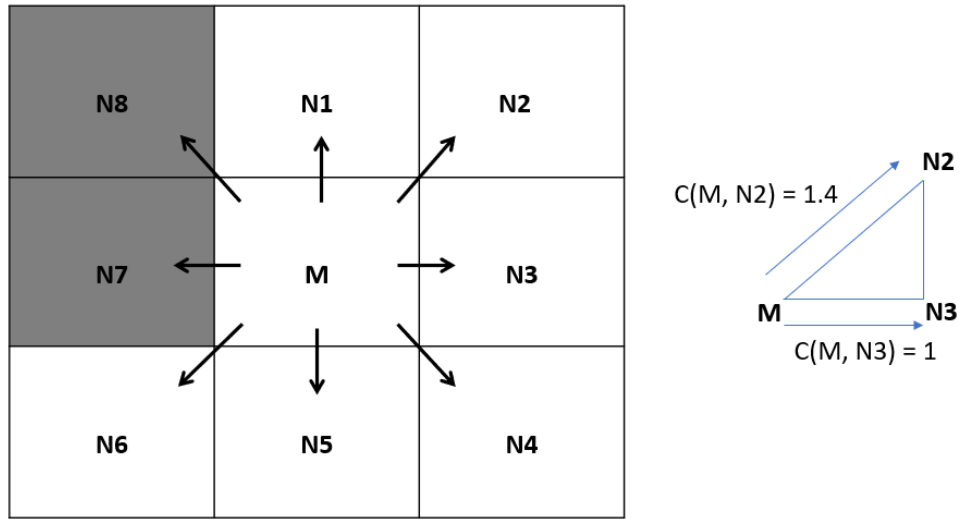 N8
N1
N2
N7
M
N3
N6
N5
N4
C(M, N2) = 1.4
N2
M
N3
C(M, N3) = 1